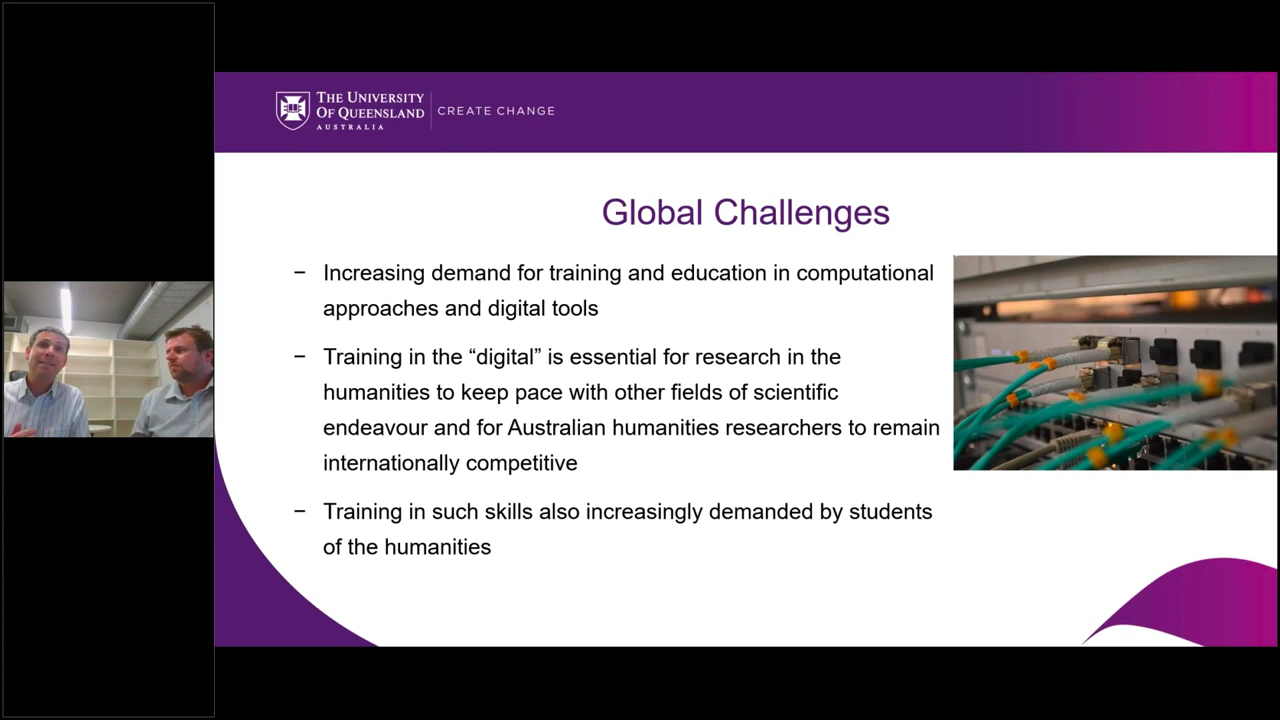 THE UNIVERSITY
OF QUEENSLAND
AUSTRALIA
CREATE CHANGE
Global Challenges
− Increasing demand for training and education in computational
approaches and digital tools
− Training in the “digital” is essential for research in the
humanities to keep pace with other fields of scientific
endeavour and for Australian humanities researchers to remain
internationally competitive
− Training in such skills also increasingly demanded by students
of the humanities